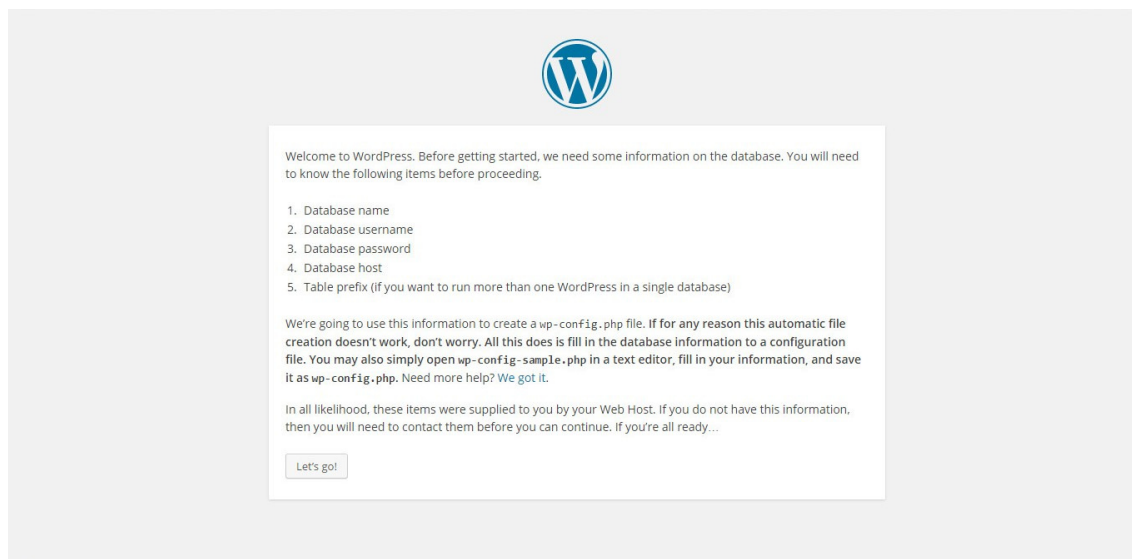 Welcome to WordPress. Before getting started, we need some information on the database. You will need
to know the following items before proceeding.
1. Database name
2. Database username
3. Database password
4. Database host
5. Table prefix (if you want to run more than one WordPress in a single database)
We’re going to use this information to create a wp-config.php file. If for any reason this automatic file
creation doesn’t work, don’t worry. All this does is fill in the database information to a configuration
file. You may also simply open wp-config-sample.php in a text editor, fill in your information, and save
it as wp-config.php. Need more help? We got it.
In all likelihood, these items were supplied to you by your Web Host. If you do not have this information,
then you will need to contact them before you can continue. If you’re all ready…
Let’s go!